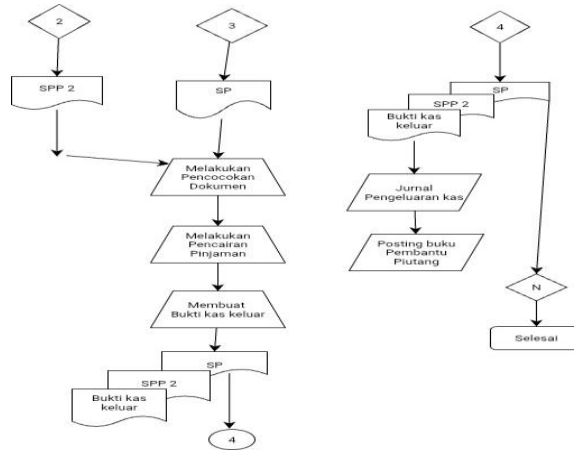 2
3
SPP 2
SP
Melakukan
Pencocokan
Dokumen
Melakukan
Pencairan
Pinjaman
Membuat
Bukti kas keluar
SP
SPP 2
Bukti kas
keluar
4
4
SP
SPP 2
Bukti kas
keluar
Jurnal
Pengeluaran kas
Posting buku
Pembantu
Piutang
N
Selesai